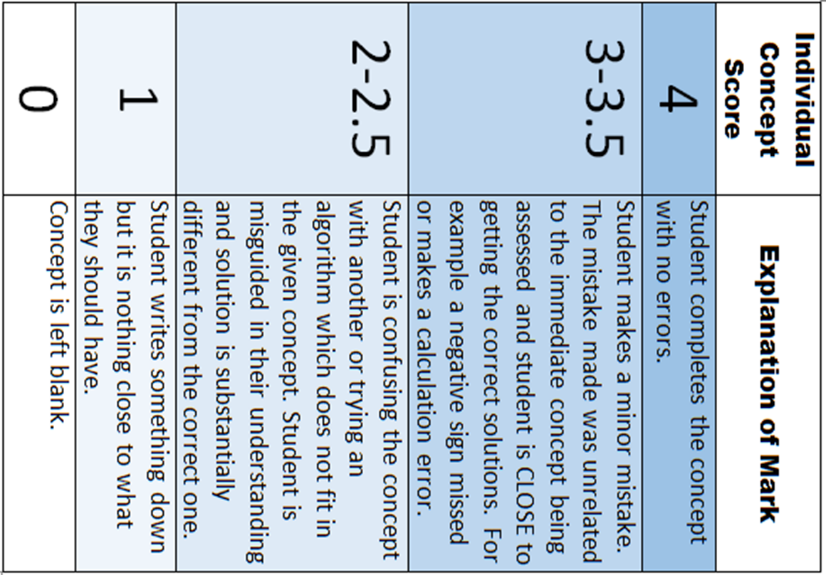 Individual
Concept
Score
Explanation of Mark
4
Student completes the concept
with no errors.
3-3.5
Student makes a minor mistake.
The mistake made was unrelated
to the immediate concept being
assessed and student is CLOSE to
getting the correct solutions. For
example a negative sign missed
or makes a calculation error.
2-2.5
Student is confusing the concept
with another or trying an
algorithm which does not fit in
the given concept. Student is
misguided in their understanding
and solution is substantially
different from the correct one.
1
Student writes something down
but it is nothing close to what
they should have.
0
Concept is left blank.